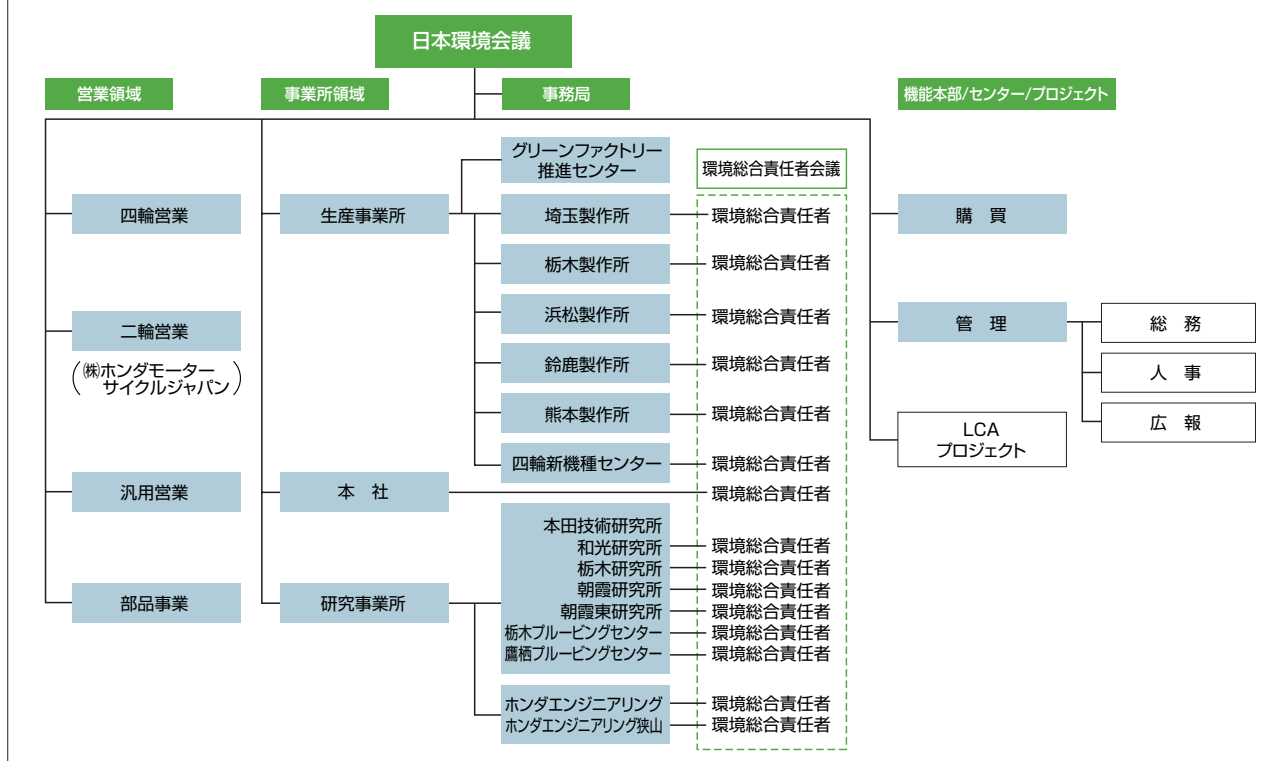 日本環境会議
営業領域
事業所領域
事務局
機能本部/センター/プロジェクト
四輪営業
二輪営業
(㈱ホンダモーター
サイクルジャパン)
汎用営業
部品事業
生産事業所
本 社
研究事業所
グリーンファクトリー
推進センター
環境総合責任者会議
埼玉製作所
環境総合責任者
栃木製作所
環境総合責任者
浜松製作所
環境総合責任者
鈴鹿製作所
環境総合責任者
熊本製作所
環境総合責任者
四輪新機種センター
環境総合責任者
環境総合責任者
本田技術研究所
和光研究所
環境総合責任者
栃木研究所
環境総合責任者
朝霞研究所
環境総合責任者
朝霞東研究所
環境総合責任者
栃木プルービングセンター
環境総合責任者
鷹栖プルービングセンター
環境総合責任者
ホンダエンジニアリング
環境総合責任者
ホンダエンジニアリング狭山
環境総合責任者
購 買
管 理
LCA
プロジェクト
総 務
人 事
広 報